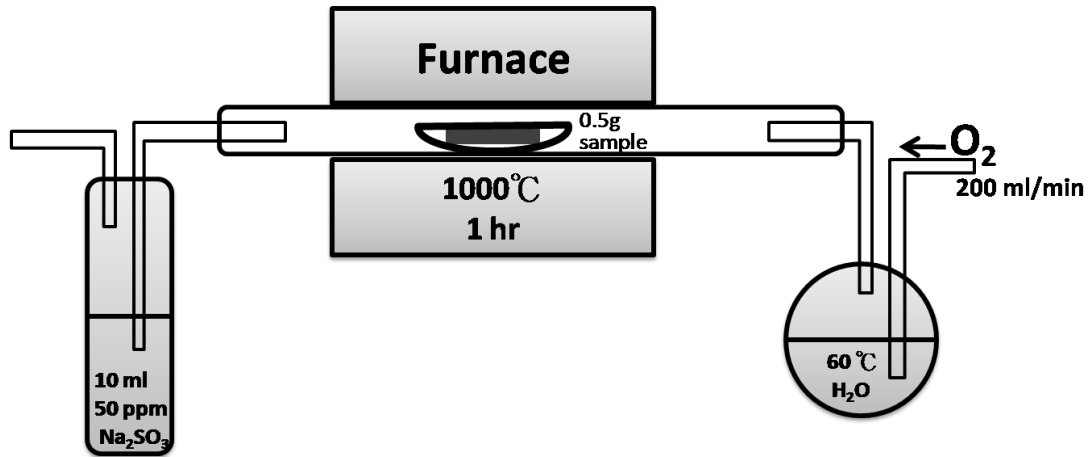 Furnace
0.5g
sample
O₂
200 ml/min
1000℃
1 hr
60 ℃
H₂O
10 ml
50 ppm
Na₂SO₃